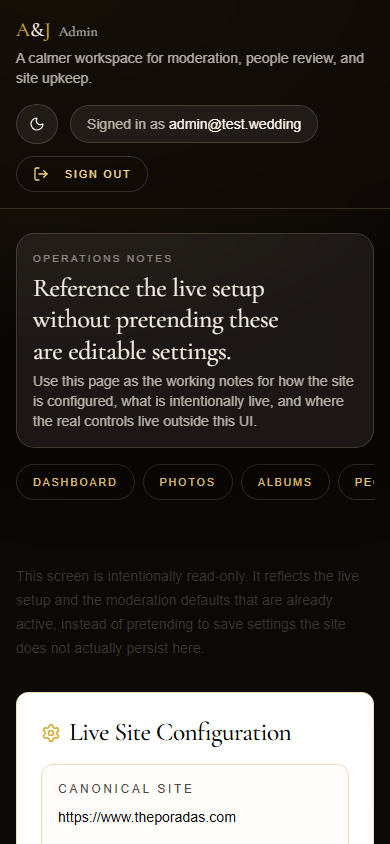 A&J Admin
A calmer workspace for moderation, people review, and
site upkeep.
Signed in as admin@test.wedding
SIGN OUT
OPERATIONS NOTES
Reference the live setup
without pretending these
are editable settings.
Use this page as the working notes for how the site
is configured, what is intentionally live, and where
the real controls live outside this UI.
DASHBOARD PHOTOS ALBUMS
This screen is intentionally read-only. It reflects the live
setup and the moderation defaults that are already
active, instead of pretending to save settings the site
does not actually persist here.
Live Site Configuration
CANONICAL SITE
https://www.theporadas.com